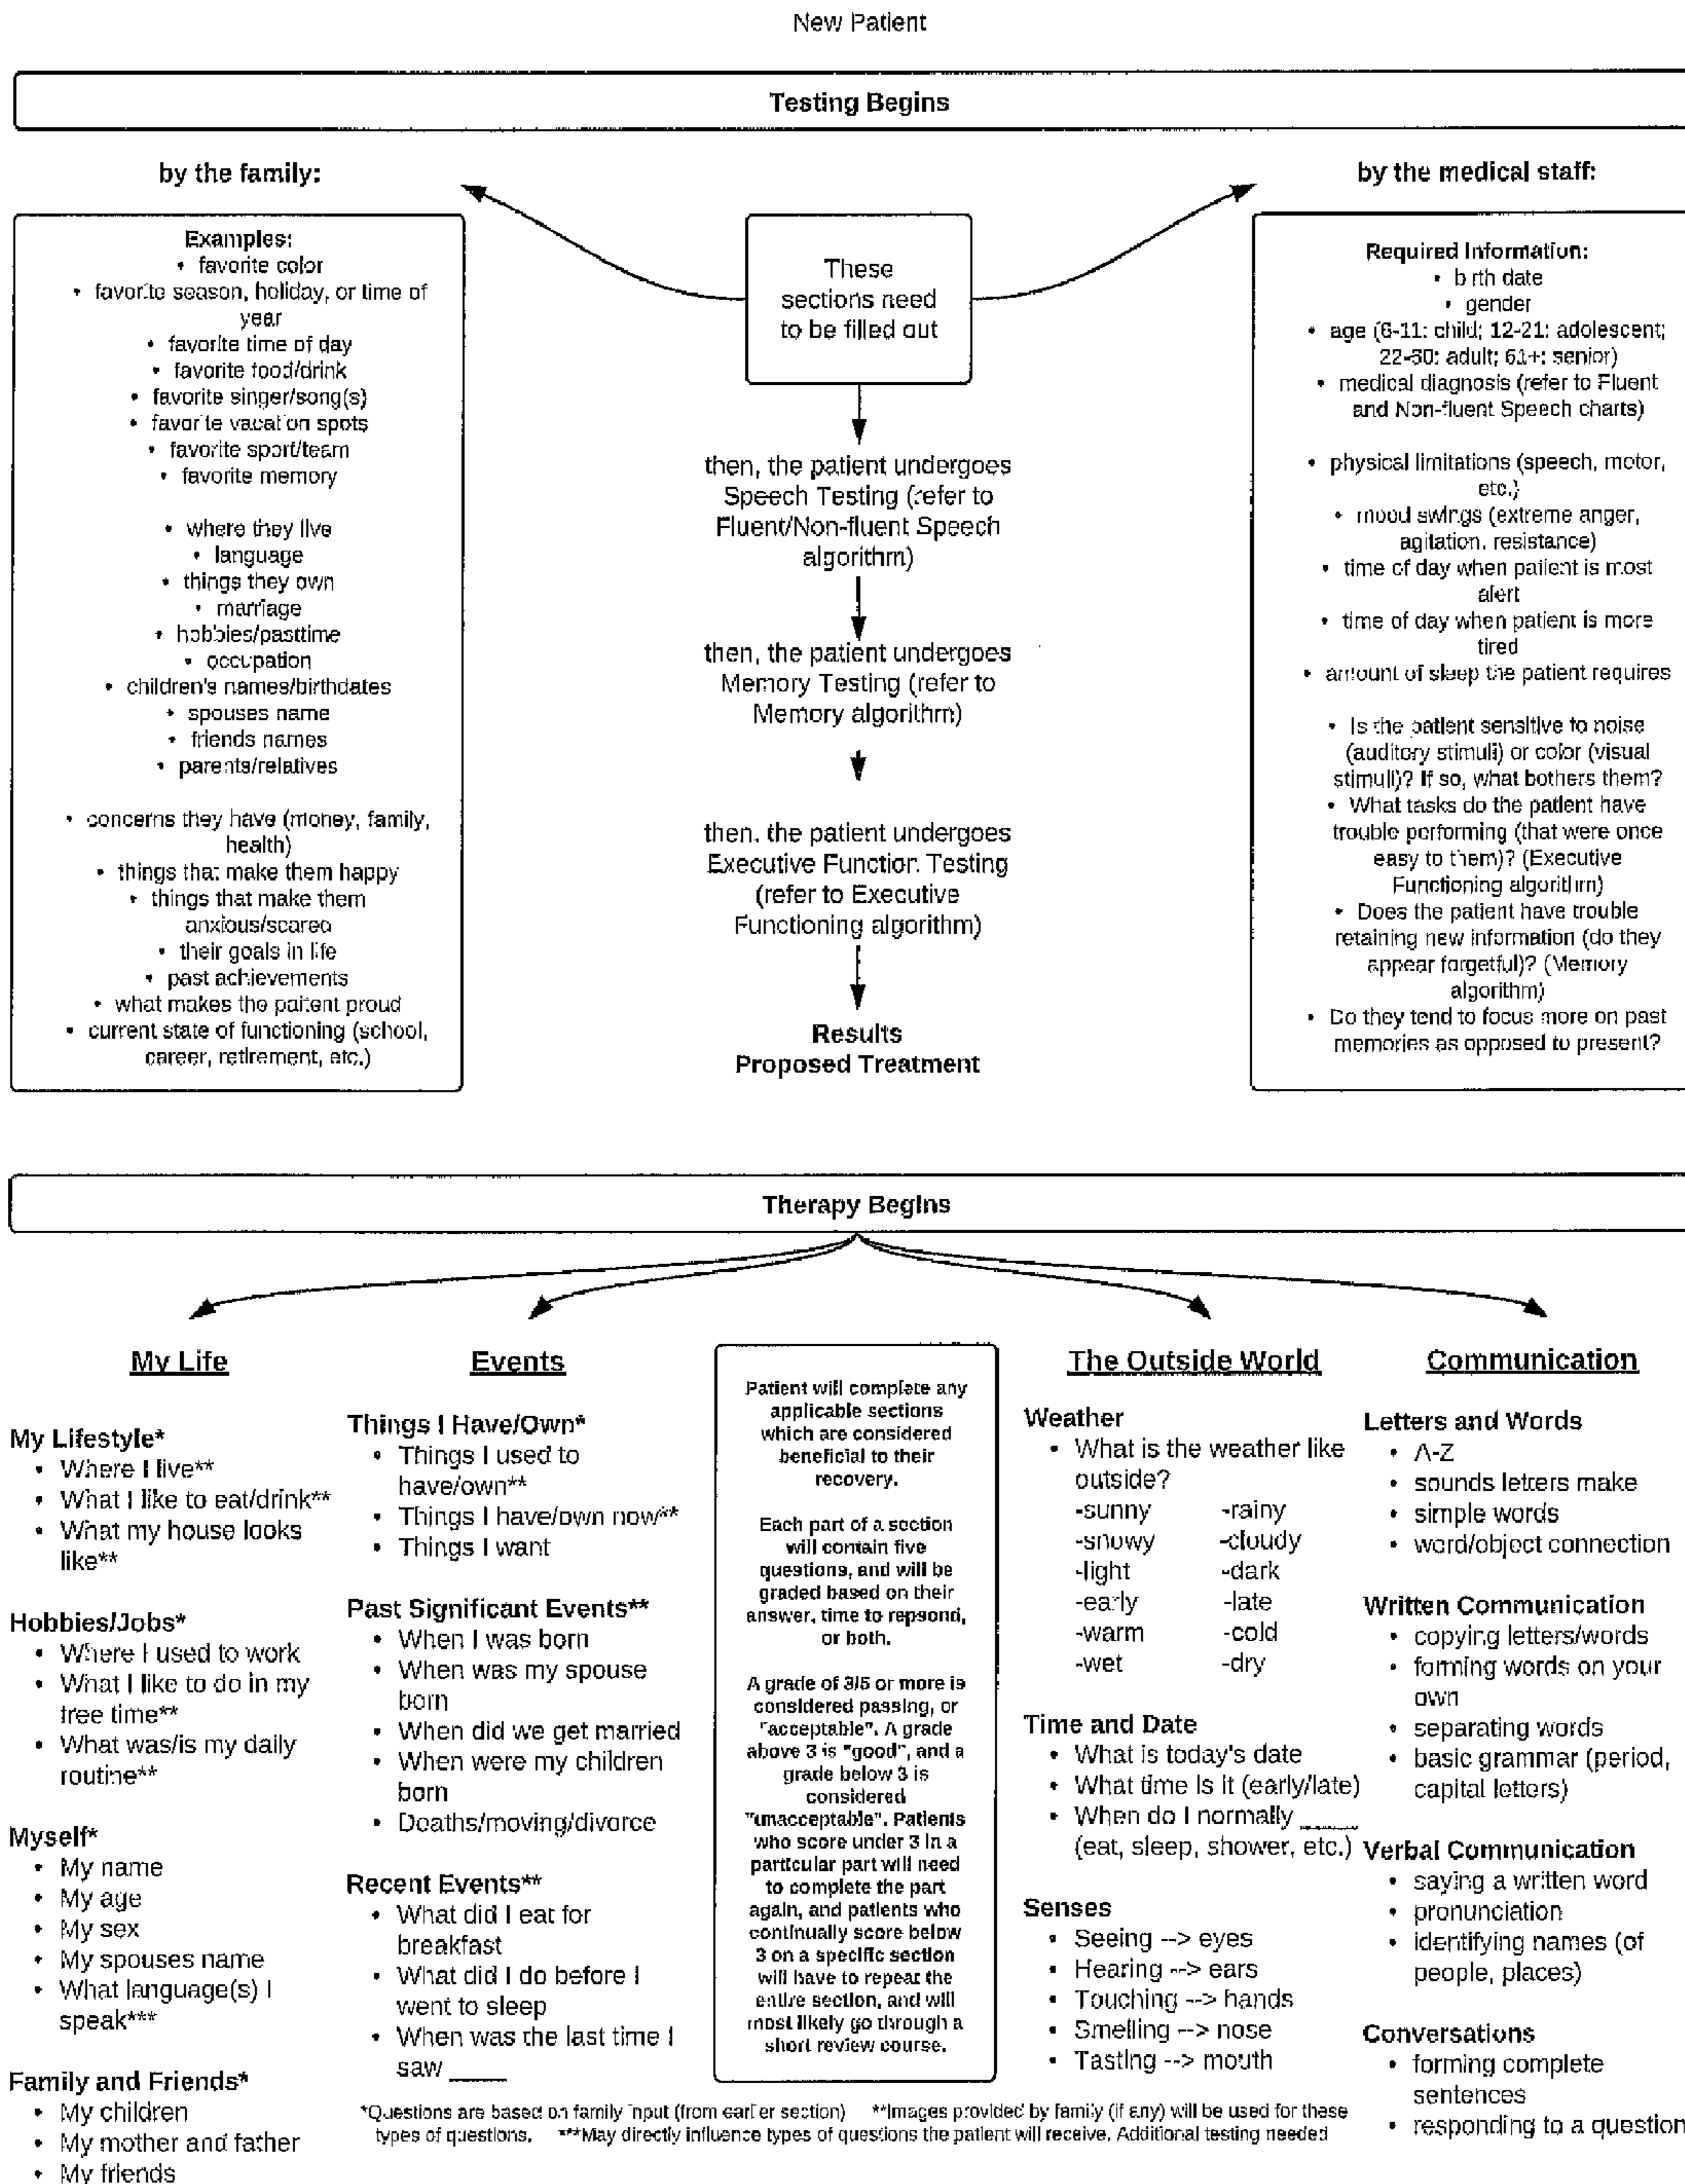 New Patient
Testing Begins
by the family:
Examples:
• favorite color
• favorite season, holiday, or time of
year
• favorite time of day
• favorite food/drink
• favorite singer/song(s)
• favorite vacation spots
• favorite sport/team
• favorite memory
• where they live
• language
• things they own
• marriage
• hobbies/pasttime
• occupation
• children's names/birthdates
• spouses name
• friends names
• parents/relatives
• concerns they have (money, family,
health)
• things that make them happy
• things that make them
anxious/scared
• their goals in life
• past achievements
• what makes the paitent proud
• current state of functioning (school,
career, retirement, etc.)
These
sections need
to be filled out
then, the patient undergoes
Speech Testing (refer to
Fluent/Non-fluent Speech
algorithm)
then, the patient undergoes
Memory Testing (refer to
Memory algorithm)
then, the patient undergoes
Executive Function Testing
(refer to Executive
Functioning algorithm)
Results
Proposed Treatment
by the medical staff:
Required Information:
• birth date
• gender
• age (6-11: child; 12-21: adolescent;
22-60: adult; 61+: senior)
• medical diagnosis (refer to Fluent
and Non-fluent Speech charts)
• physical limitations (speech, motor,
etc.)
• mood swings (extreme anger,
agitation, resistance)
• time of day when patient is most
alert
• time of day when patient is more
tired
• amount of sleep the patient requires
• Is the patient sensitive to noise
(auditory stimuli) or color (visual
stimuli)? If so, what bothers them?
• What tasks do the patient have
trouble performing (that were once
easy to them)? (Executive
Functioning algorithm)
• Does the patient have trouble
retaining new information (do they
appear forgetful)? (Memory
algorithm)
• Do they tend to focus more on past
memories as opposed to present?
Therapy Begins
My Life
My Lifestyle*
• Where I live**
• What I like to eat/drink**
• What my house looks
like**
Hobbies/Jobs*
• Where I used to work
• What I like to do in my
free time**
• What was/is my daily
routine**
Myself*
• My name
• My age
• My sex
• My spouses name
• What language(s) I
speak***
Family and Friends*
• My children
• My mother and father
• My friends
Events
Things I Have/Own*
• Things I used to
have/own**
• Things I have/own now**
• Things I want
Past Significant Events**
• When I was born
• When was my spouse
born
• When did we get married
• When were my children
born
• Deaths/moving/divorce
Recent Events**
• What did I eat for
breakfast
• What did I do before I
went to sleep
• When was the last time I
saw _____
Patient will complete any
applicable sections
which are considered
beneficial to their
recovery.
Each part of a section
will contain five
questions, and will be
graded based on their
answer, time to repsond,
or both.
A grade of 3/5 or more is
considered passing, or
"acceptable". A grade
above 3 is "good", and a
grade below 3 is
considered
"unacceptable". Patients
who score under 3 in a
particular part will need
to complete the part
again, and patients who
continually score below
3 on a specific section
will have to repeat the
entire section, and will
most likely go through a
short review course.
The Outside World
Weather
• What is the weather like
outside?
-sunny -rainy
-snowy -cloudy
-light -dark
-early -late
-warm -cold
-wet -dry
Time and Date
• What is today's date
• What time is it (early/late)
• When do I normally _____
(eat, sleep, shower, etc.)
Senses
• Seeing --> eyes
• Hearing --> ears
• Touching --> hands
• Smelling --> nose
• Tasting --> mouth
Communication
Letters and Words
• A-Z
• sounds letters make
• simple words
• word/object connection
Written Communication
• copying letters/words
• forming words on your
own
• separating words
• basic grammar (period,
capital letters)
Verbal Communication
• saying a written word
• pronunciation
• identifying names (of
people, places)
Conversations
• forming complete
sentences
• responding to a question
*Questions are based on family input (from earlier section) **Images provided by family (if any) will be used for these
types of questions. ***May directly influence types of questions the patient will receive. Additional testing needed